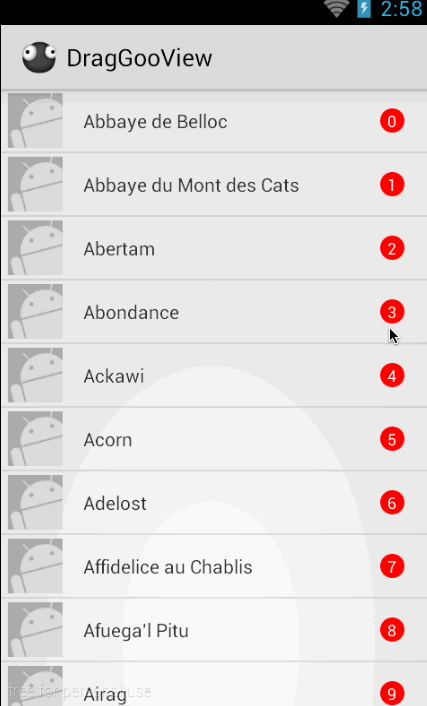 2:58
DragGooView
Abbaye de Belloc 0
Abbaye du Mont des Cats 1
Abertam 2
Abondance 3
Ackawi 4
Acorn 5
Adelost 6
Affidelice au Chablis 7
Afuega'l Pitu 8
Airag 9
free for personal use